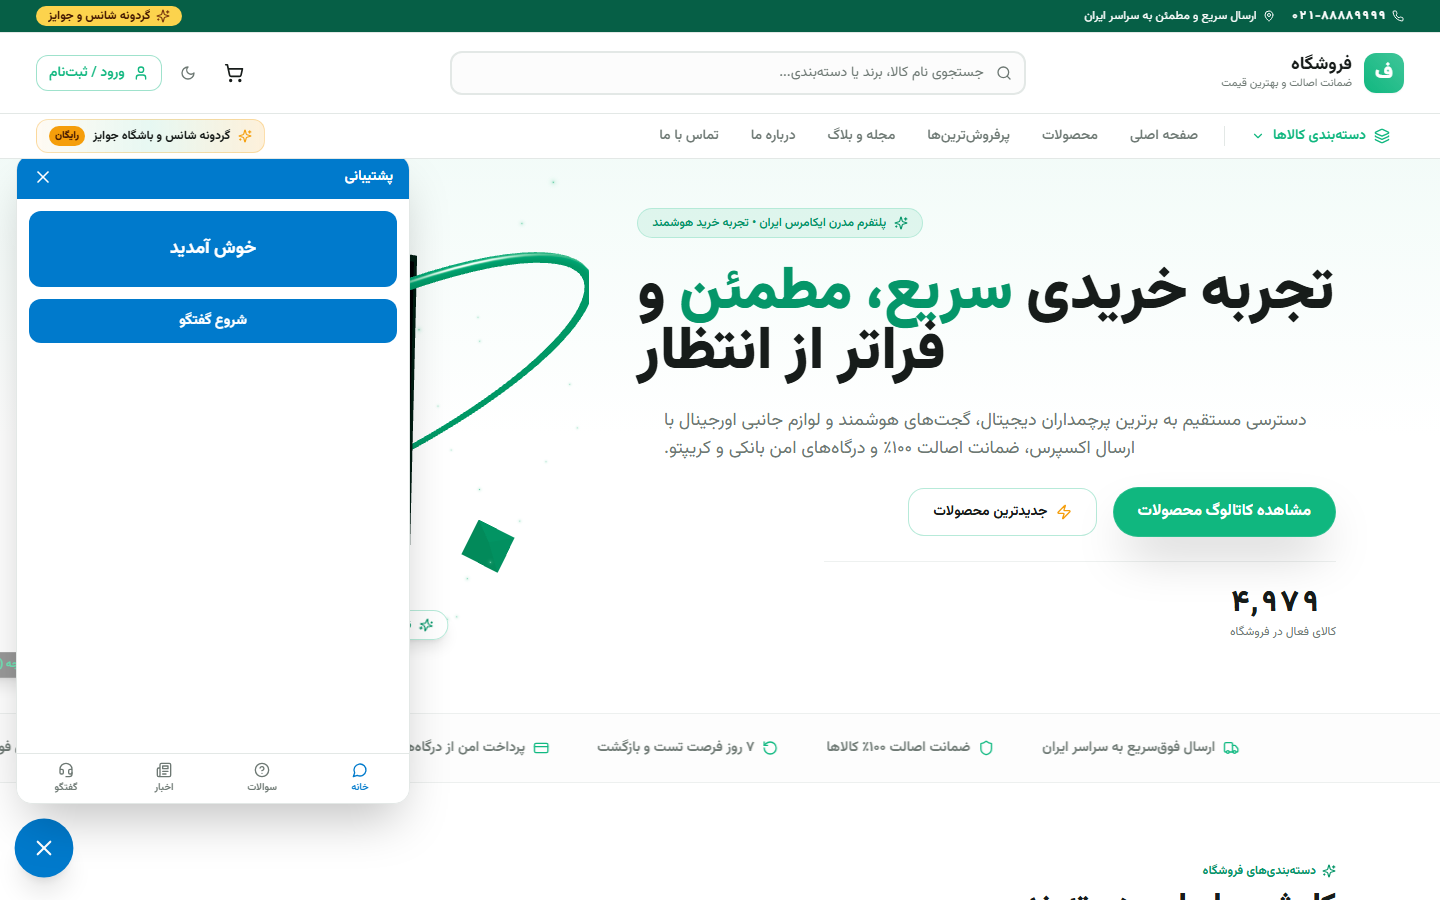 ۰۲۱-۸۸۸۸۹۹۹۹
ارسال سریع و مطمئن به سراسر ایران
گردونه شانس و جوایز
ف
فروشگاه
ضمانت اصالت و بهترین قیمت
جستجوی نام کالا، برند یا دسته‌بندی...
ورود / ثبت‌نام
دسته‌بندی کالاها
صفحه اصلی
محصولات
پرفروش‌ترین‌ها
مجله و بلاگ
درباره ما
تماس با ما
گردونه شانس و باشگاه جوایز
رایگان
پلتفرم مدرن ایکامرس ایران • تجربه خرید هوشمند
تجربه خریدی سریع، مطمئن و
فراتر از انتظار
دسترسی مستقیم به برترین پرچمداران دیجیتال، گجت‌های هوشمند و لوازم جانبی اورجینال با
ارسال اکسپرس، ضمانت اصالت ۱۰۰٪ و درگاه‌های امن بانکی و کریپتو.
مشاهده کاتالوگ محصولات
جدیدترین محصولات
۴,۹۷۹
کالای فعال در فروشگاه
پشتیبانی
خوش آمدید
شروع گفتگو
خانه
سوالات
اخبار
گفتگو
ارسال فوق‌سریع به سراسر ایران
ضمانت اصالت ۱۰۰٪ کالاها
۷ روز فرصت تست و بازگشت
پرداخت امن از درگاه
دسته‌بندی‌های فروشگاه